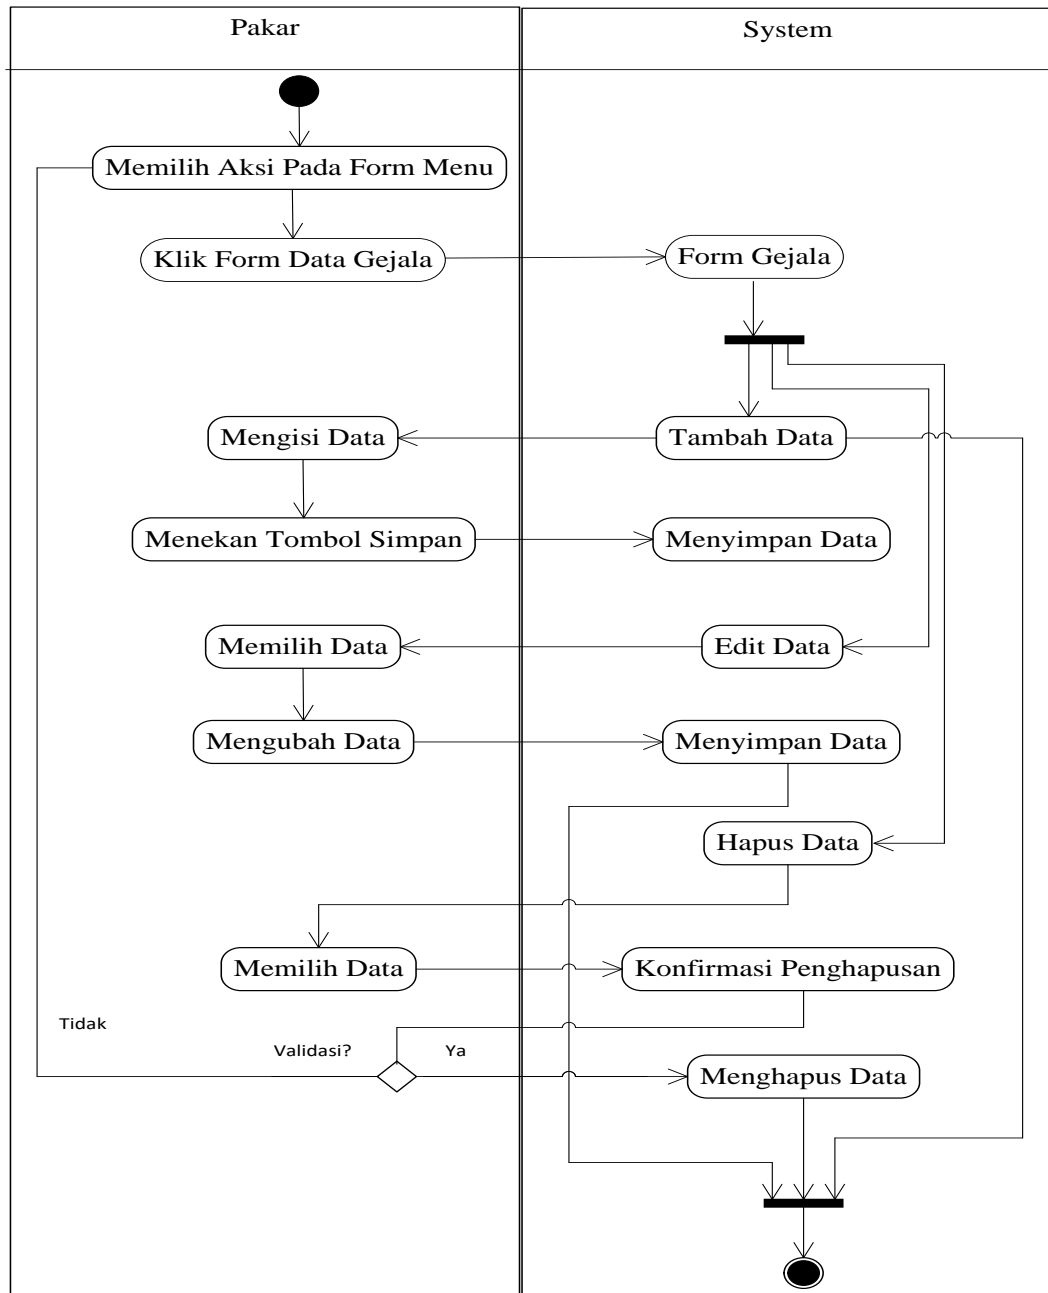 Pakar
System
Memilih Aksi Pada Form Menu
Klik Form Data Gejala
Form Gejala
Mengisi Data
Tambah Data
Menekan Tombol Simpan
Menyimpan Data
Memilih Data
Edit Data
Mengubah Data
Menyimpan Data
Hapus Data
Memilih Data
Konfirmasi Penghapusan
Tidak
Validasi?
Ya
Menghapus Data